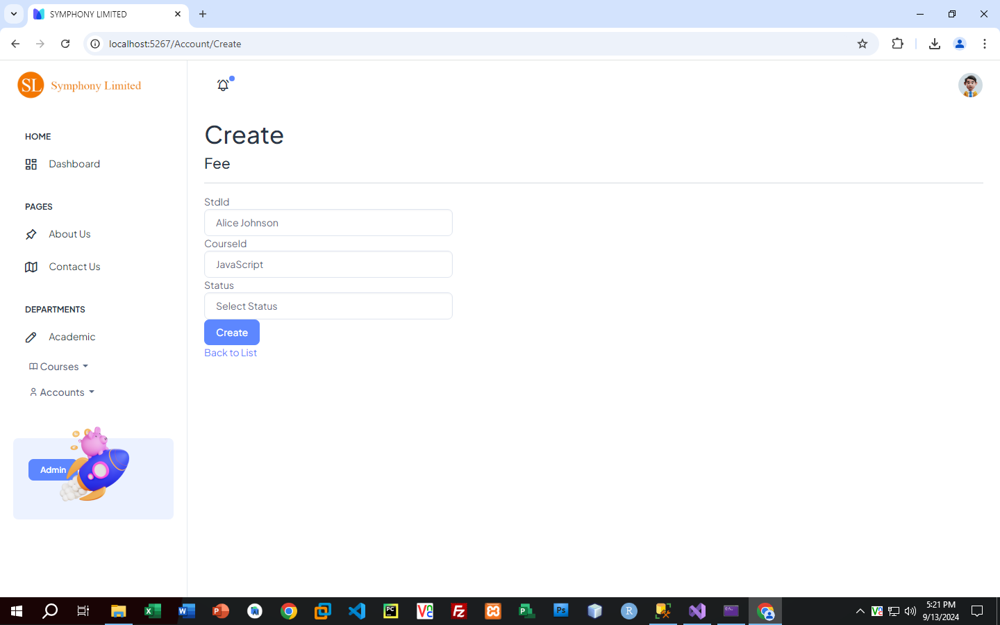 SYMPHONY LIMITED
localhost:5267/Account/Create
SL Symphony Limited
HOME
Dashboard
PAGES
About Us
Contact Us
DEPARTMENTS
Academic
Courses
Accounts
Admin
Create
Fee
StdId
Alice Johnson
CourseId
JavaScript
Status
Select Status
Create
Back to List
5:21 PM
9/13/2024